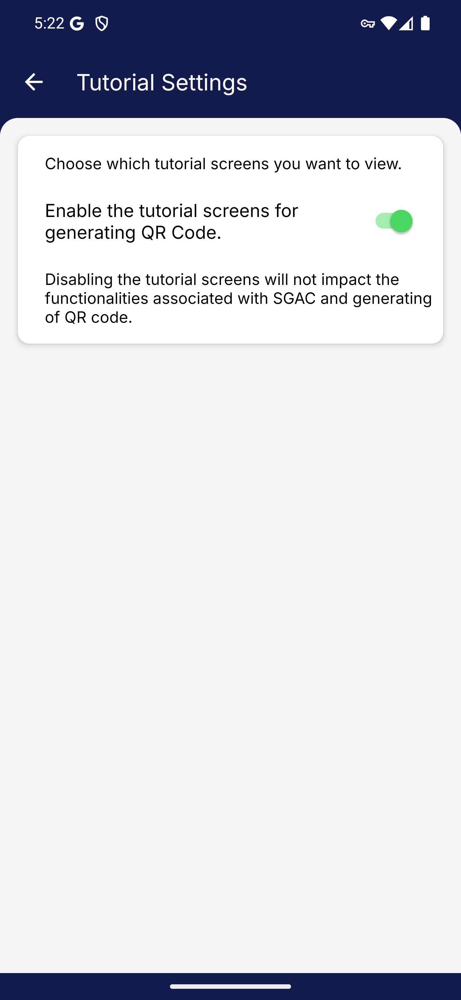 5:22
Tutorial Settings
Choose which tutorial screens you want to view.
Enable the tutorial screens for
generating QR Code.
Disabling the tutorial screens will not impact the
functionalities associated with SGAC and generating
of QR code.